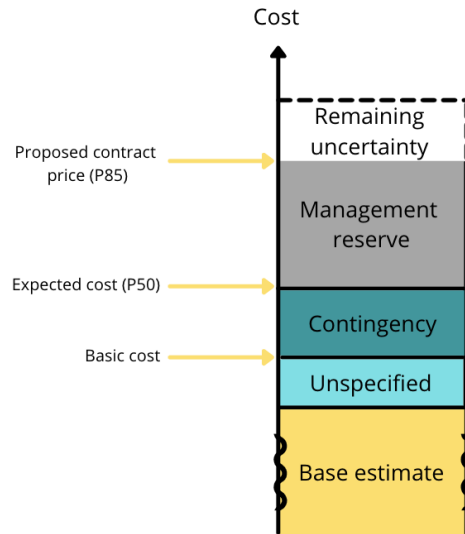 Cost
Remaining
uncertainty
Proposed contract
price (P85)
Management
reserve
Expected cost (P50)
Contingency
Basic cost
Unspecified
Base estimate